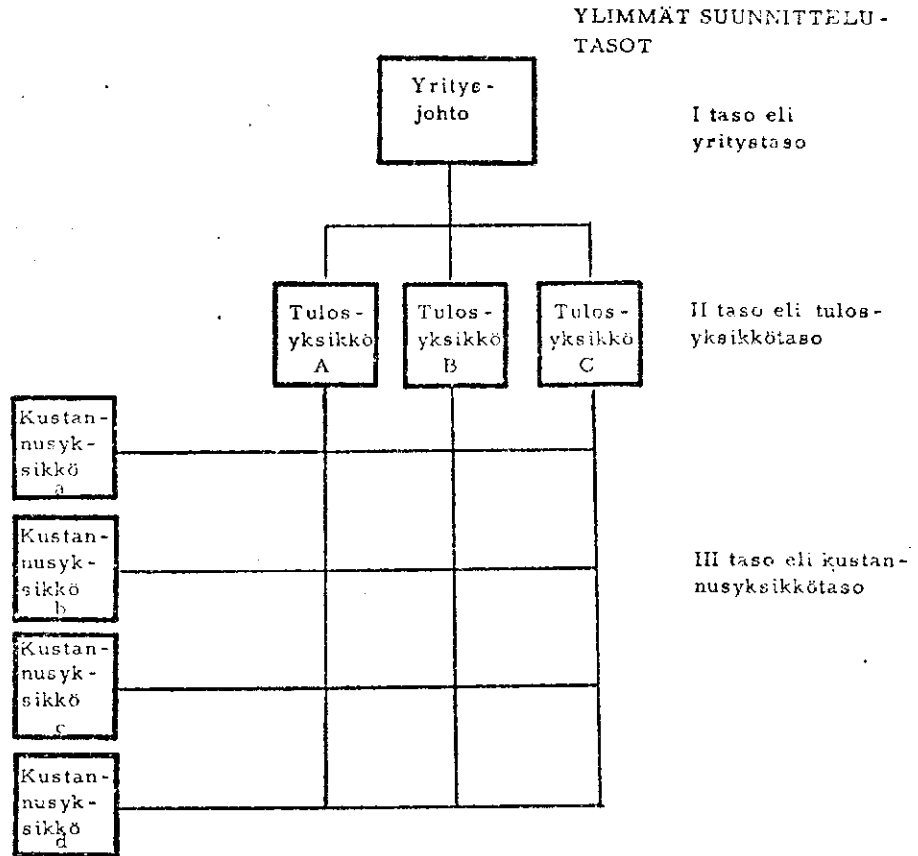 YLIMMÄT SUUNNITTELU-
TASOT
Yritys-
johto
I taso eli
yritystaso
Tulos-
yksikkö
A
Tulos-
yksikkö
B
Tulos-
yksikkö
C
II taso eli tulos-
yksikkötaso
Kustan-
nusyk-
sikkö
a
Kustan-
nusyk-
sikkö
b
III taso eli kustan-
nusyksikkötaso
Kustan-
nusyk-
sikkö
c
Kustan-
nusyk-
sikkö
d